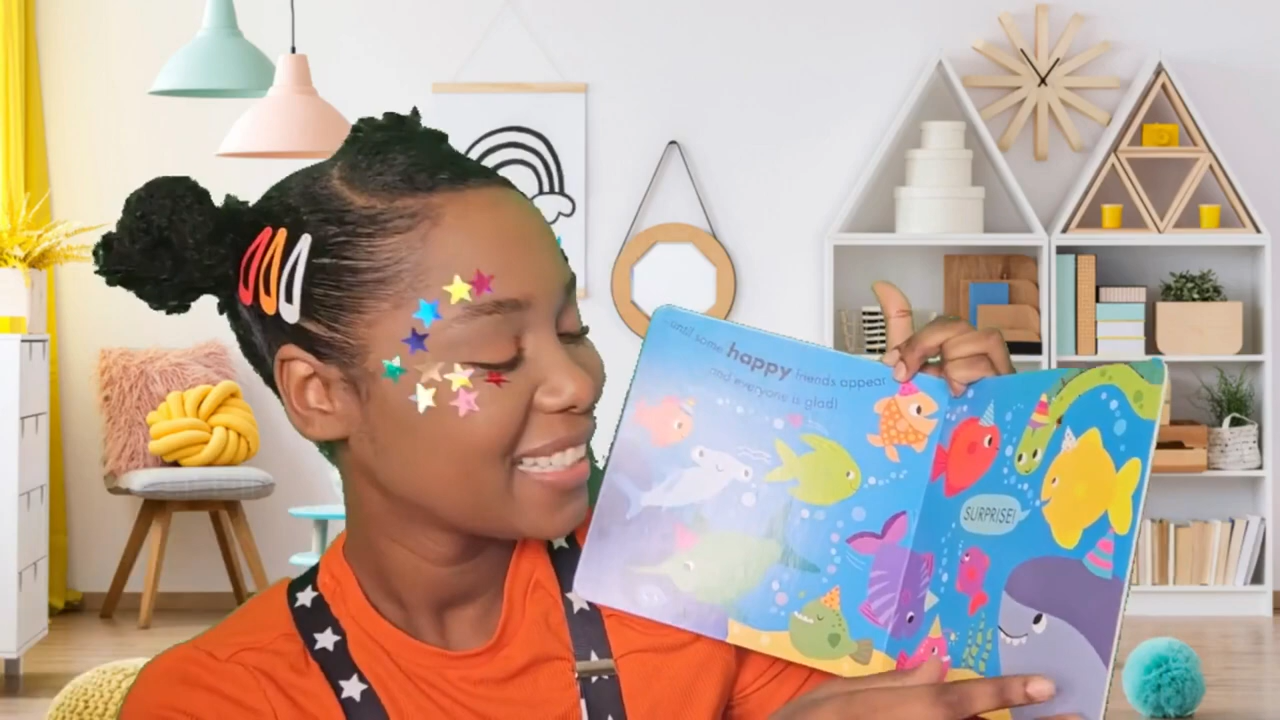 ...until some happy friends appear
and everyone is glad!
SURPRISE!